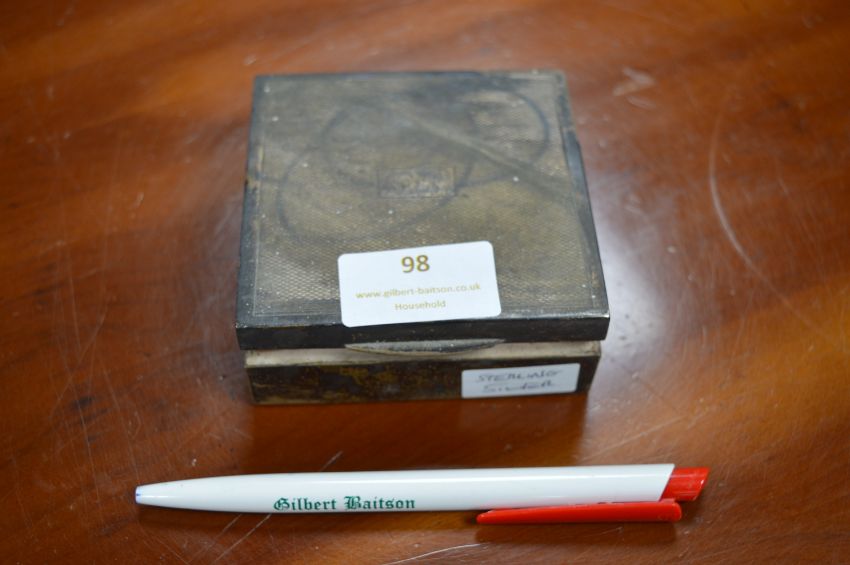 98
www.gilbert-baitson.co.uk
Household
STERLING
SILVER
Gilbert Baitson